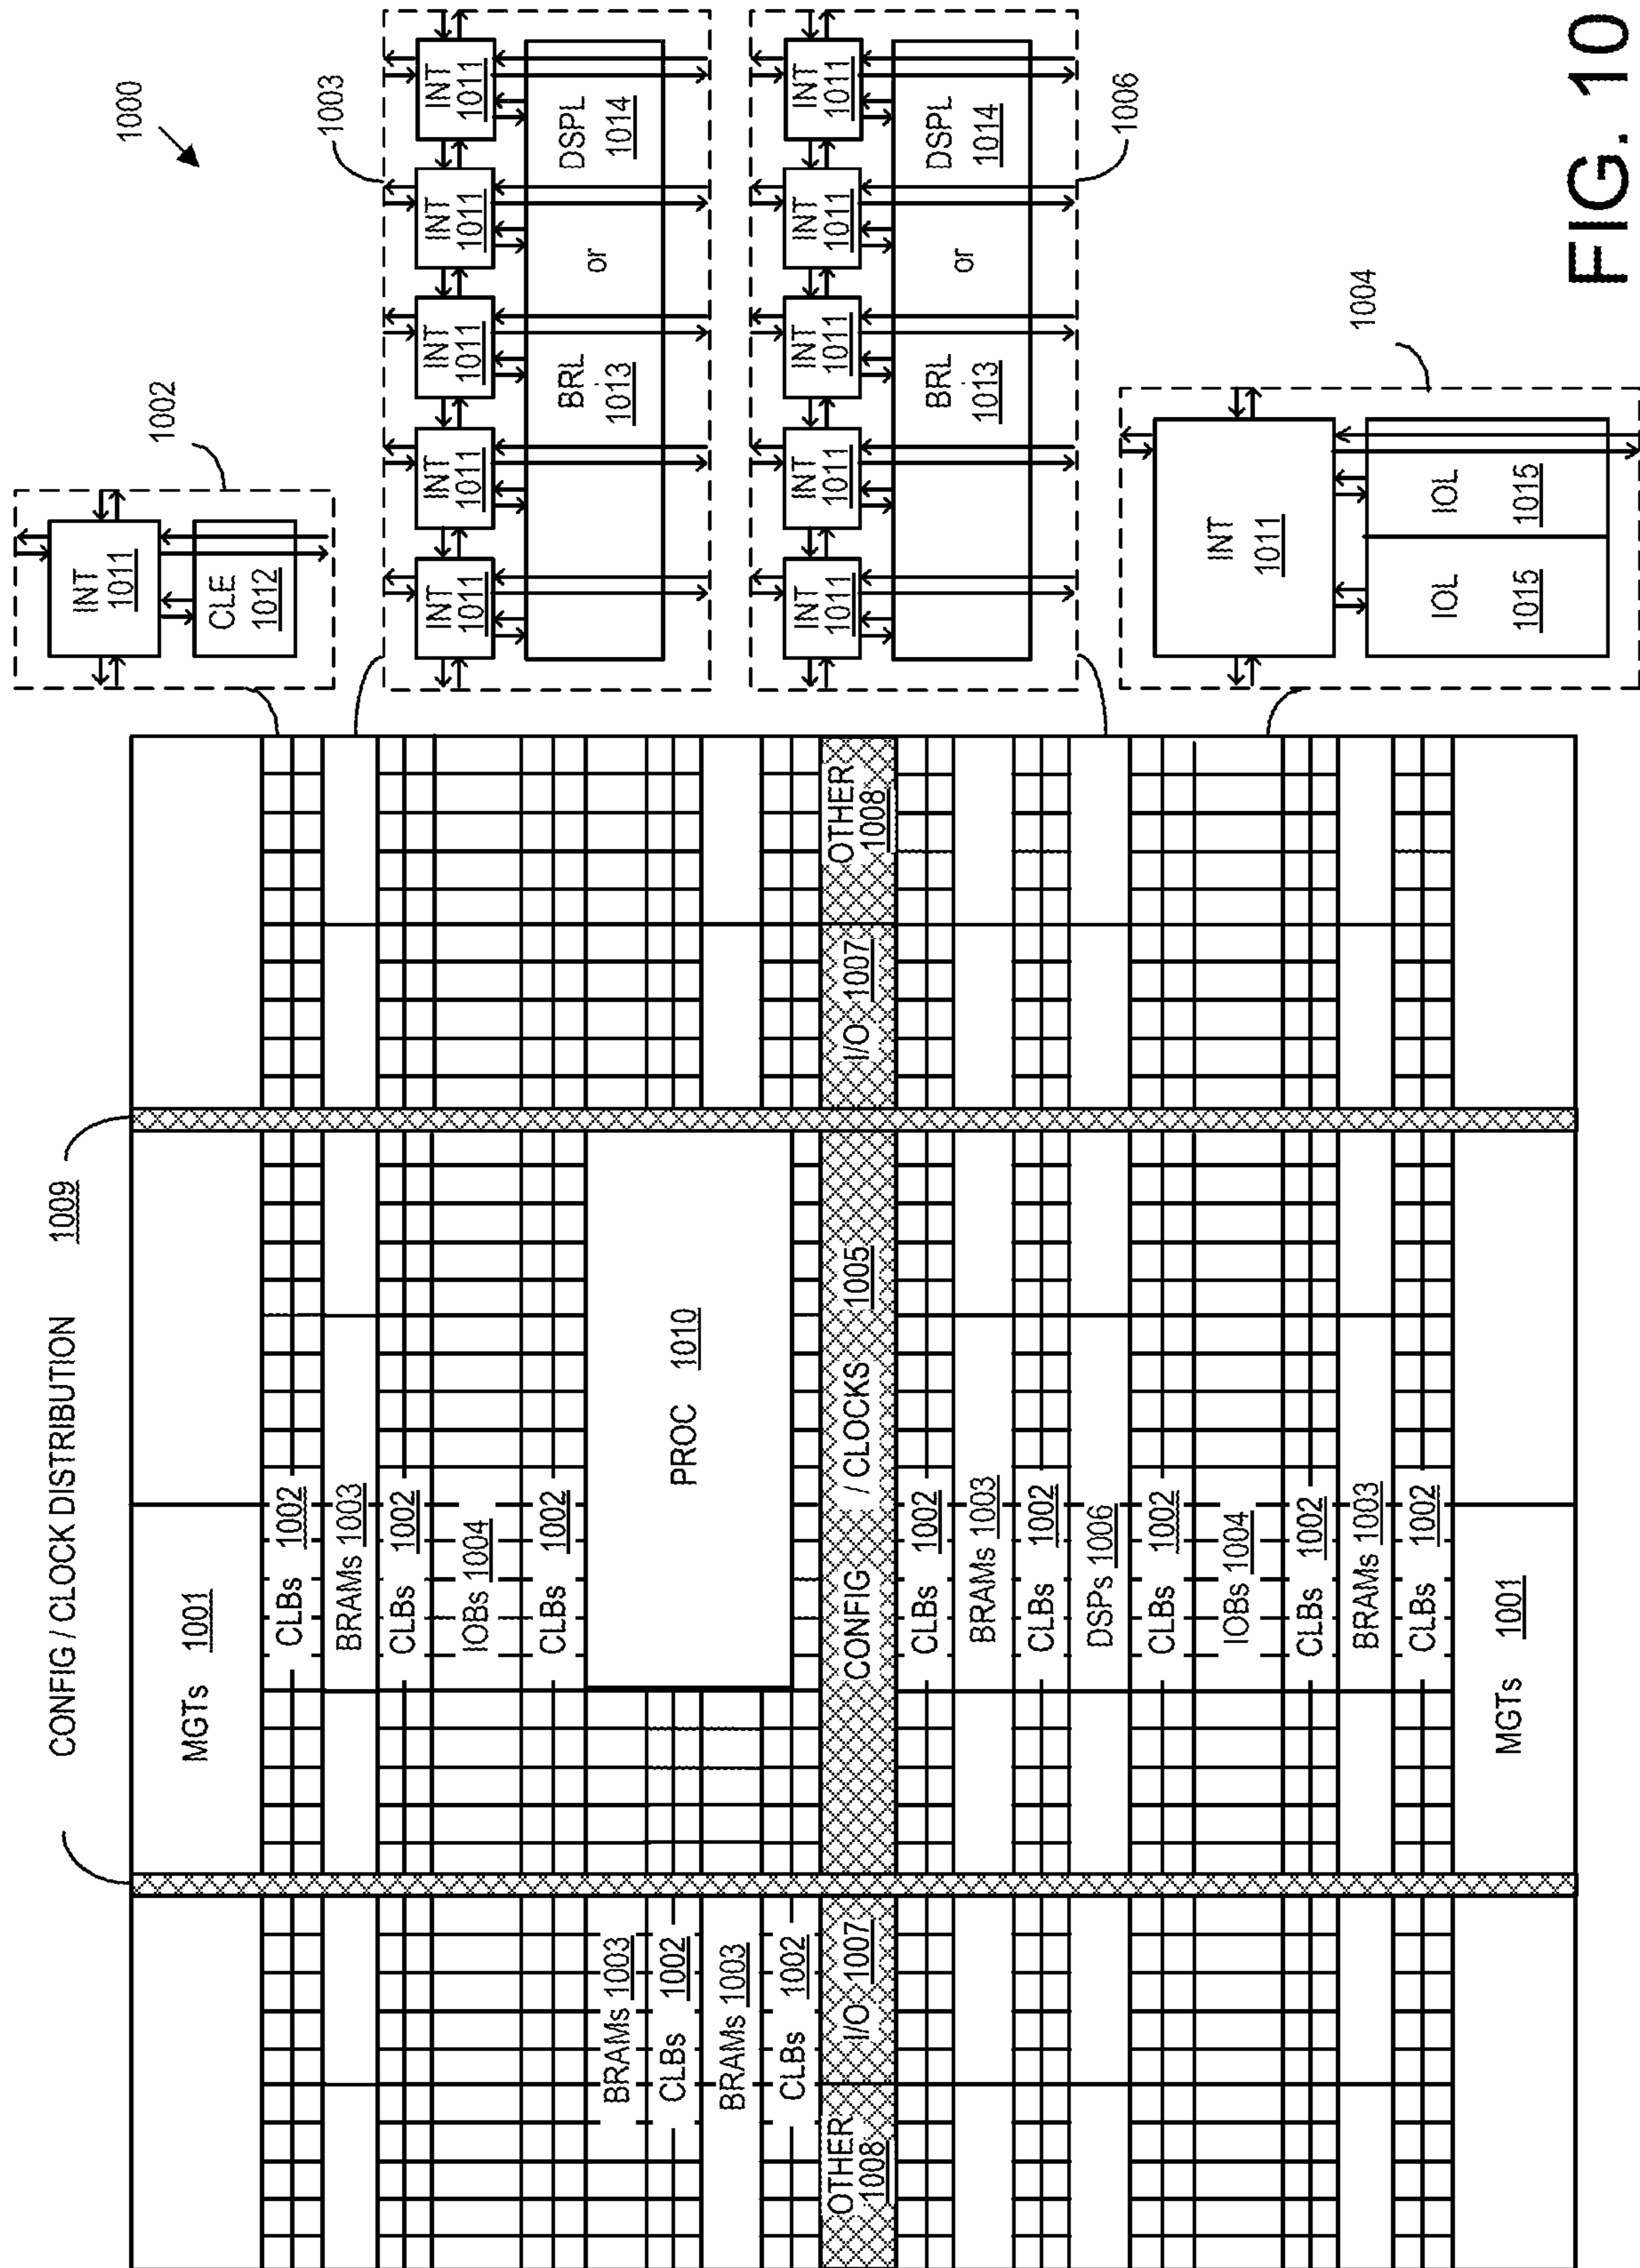 CONFIG / CLOCK DISTRIBUTION 1009
1000
MGTs 1001
CLBs 1002
BRAMs 1003
CLBs 1002
IOBs 1004
CLBs 1002
BRAMs 1003
CLBs 1002
PROC 1010
BRAMs 1003
CLBs 1002
OTHER 1008
I/O 1007
CONFIG / CLOCKS 1005
I/O 1007
OTHER 1008
CLBs 1002
BRAMs 1003
CLBs 1002
DSPs 1006
CLBs 1002
IOBs 1004
CLBs 1002
BRAMs 1003
CLBs 1002
MGTs 1001
1002
INT 1011
CLE 1012
1003
INT 1011
INT 1011
INT 1011
INT 1011
INT 1011
BRL 1013
or
DSPL 1014
INT 1011
INT 1011
INT 1011
INT 1011
INT 1011
BRL 1013
or
DSPL 1014
1006
1004
INT 1011
IOL 1015
IOL 1015
FIG. 10